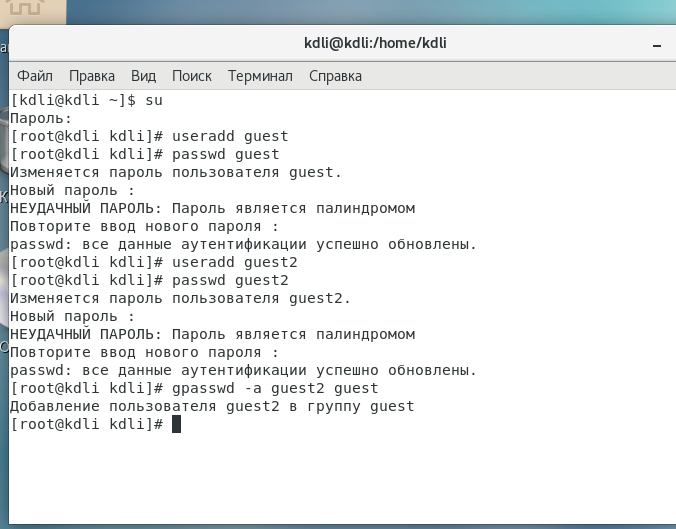 kdli@kdli:/home/kdli
Файл Правка Вид Поиск Терминал Справка
[kdli@kdli ~]$ su
Пароль:
[root@kdli kdli]# useradd guest
[root@kdli kdli]# passwd guest
Изменяется пароль пользователя guest.
Новый пароль :
НЕУДАЧНЫЙ ПАРОЛЬ: Пароль является палиндромом
Повторите ввод нового пароля :
passwd: все данные аутентификации успешно обновлены.
[root@kdli kdli]# useradd guest2
[root@kdli kdli]# passwd guest2
Изменяется пароль пользователя guest2.
Новый пароль :
НЕУДАЧНЫЙ ПАРОЛЬ: Пароль является палиндромом
Повторите ввод нового пароля :
passwd: все данные аутентификации успешно обновлены.
[root@kdli kdli]# gpasswd -a guest2 guest
Добавление пользователя guest2 в группу guest
[root@kdli kdli]#